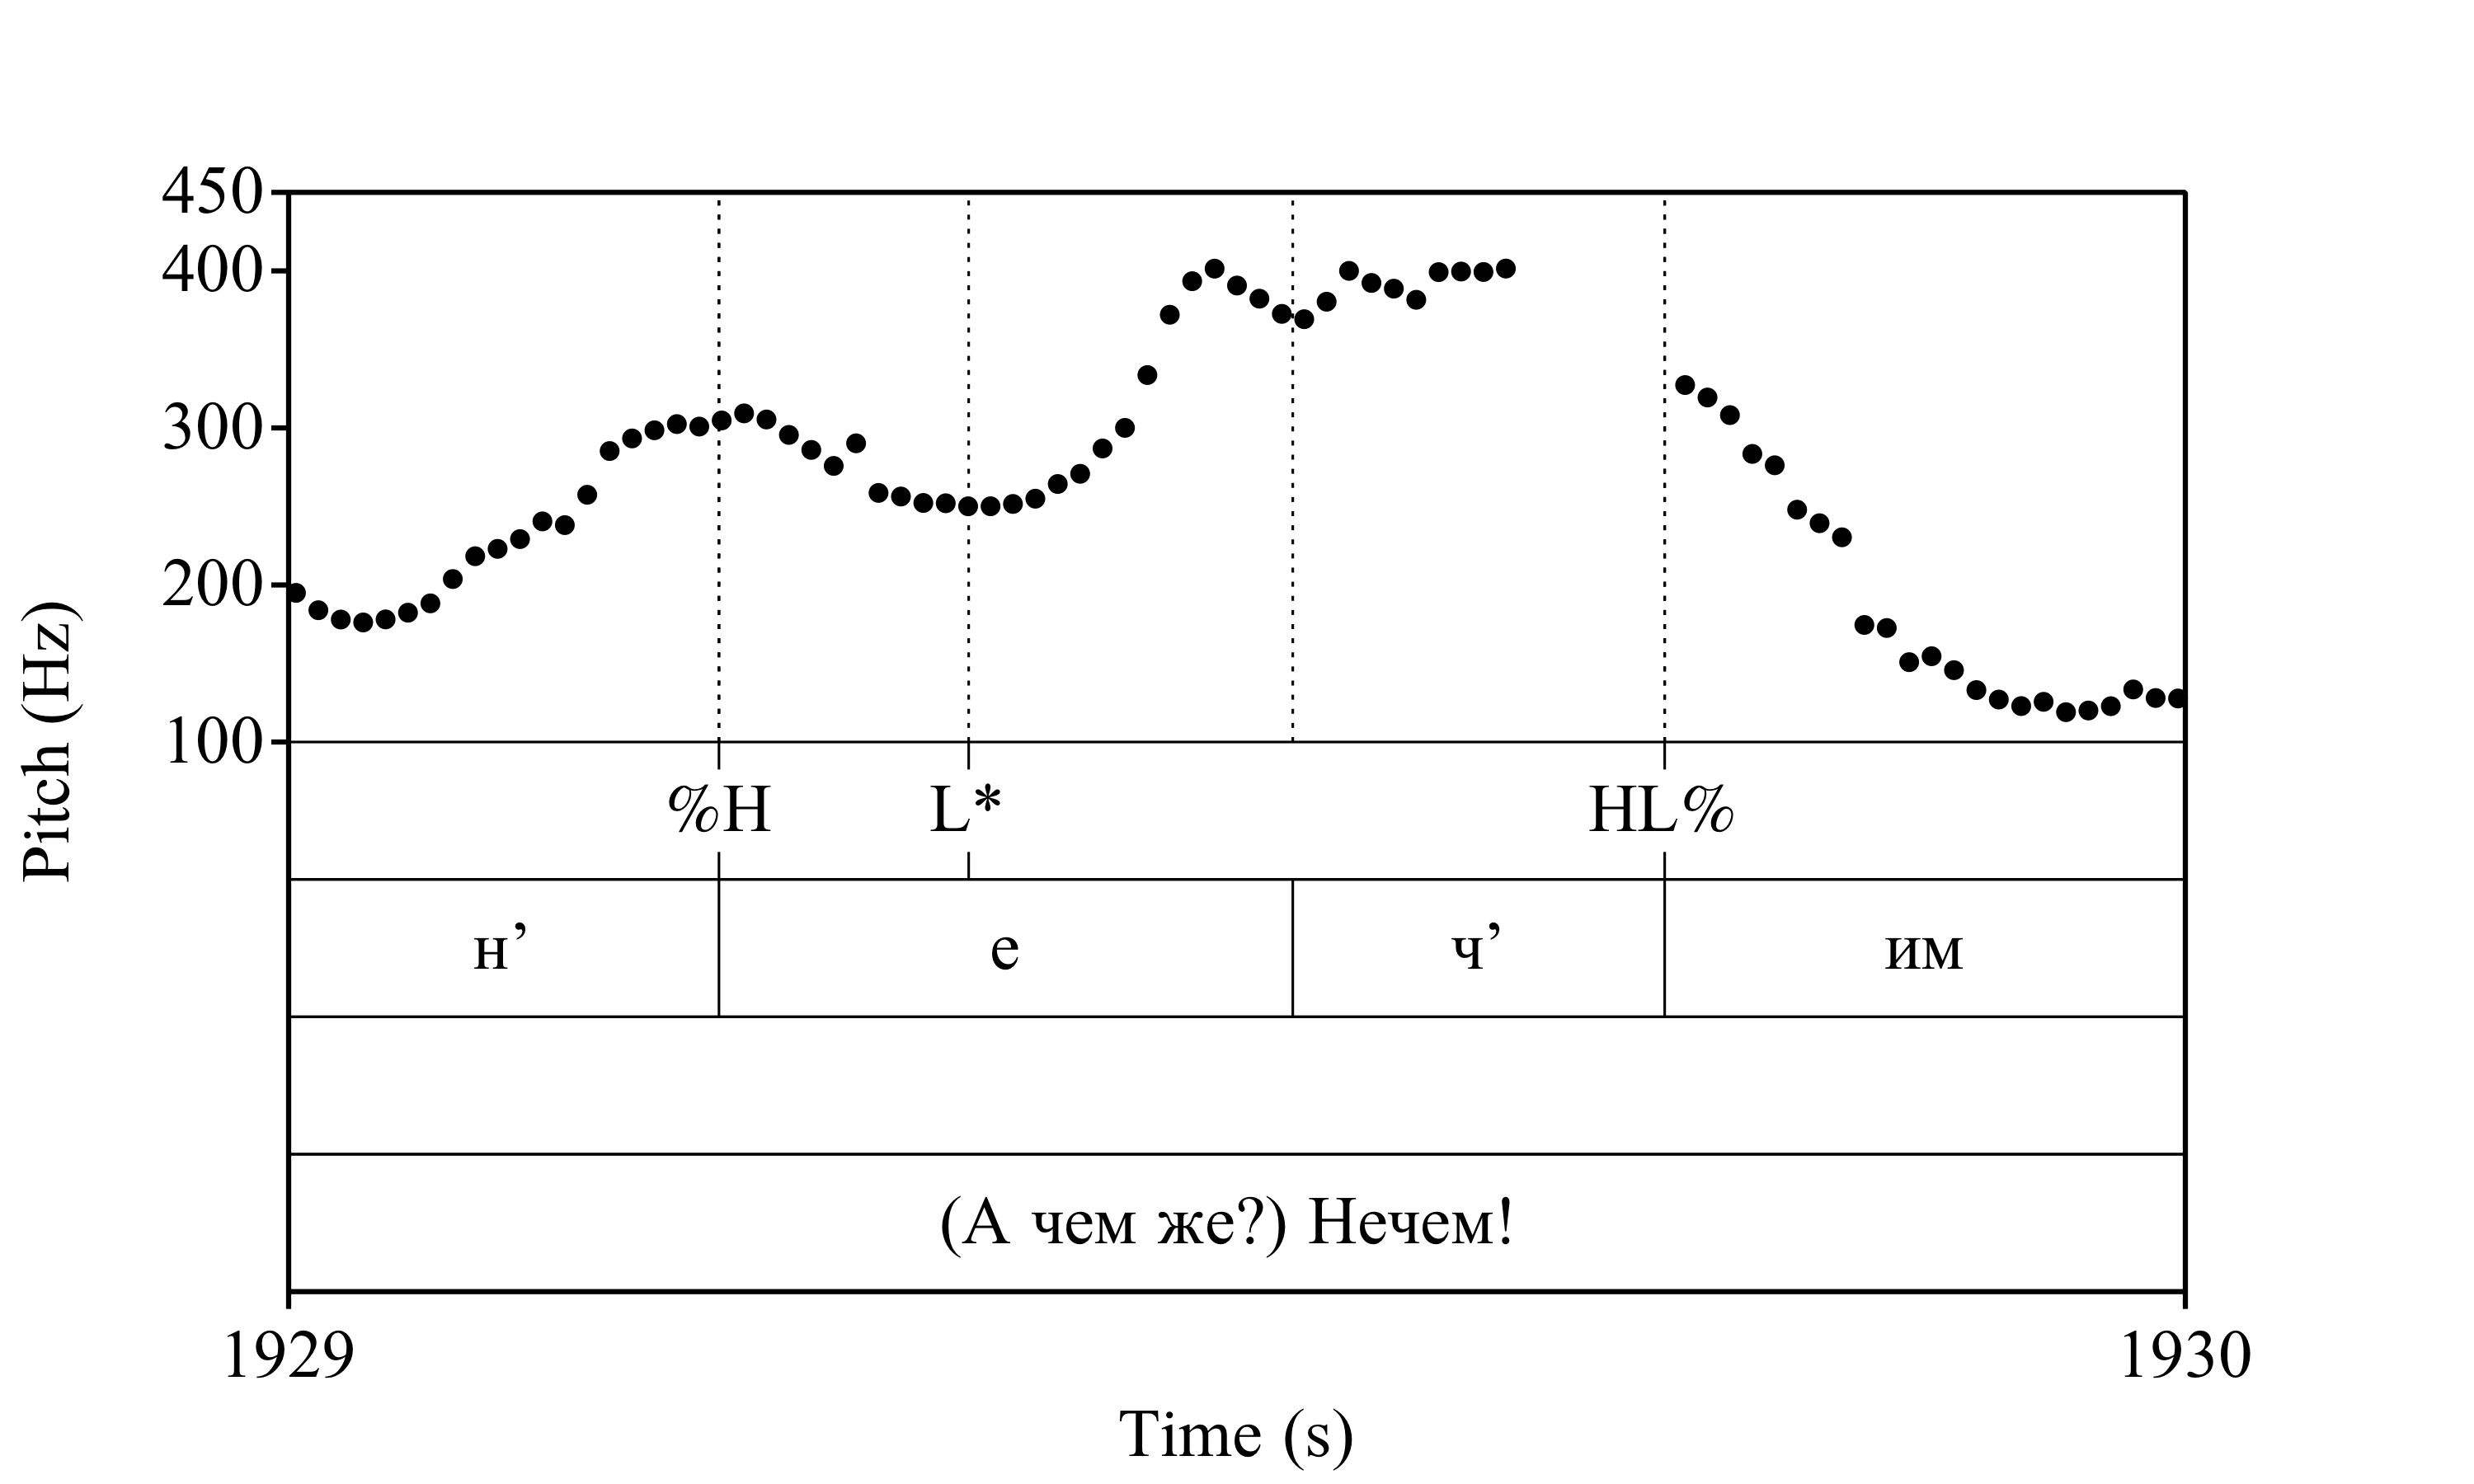 450
400
300
200
100
Pitch (Hz)
%H L* HL%
н’ е ч’ им
(А чем же?) Нечем!
1929 1930
Time (s)